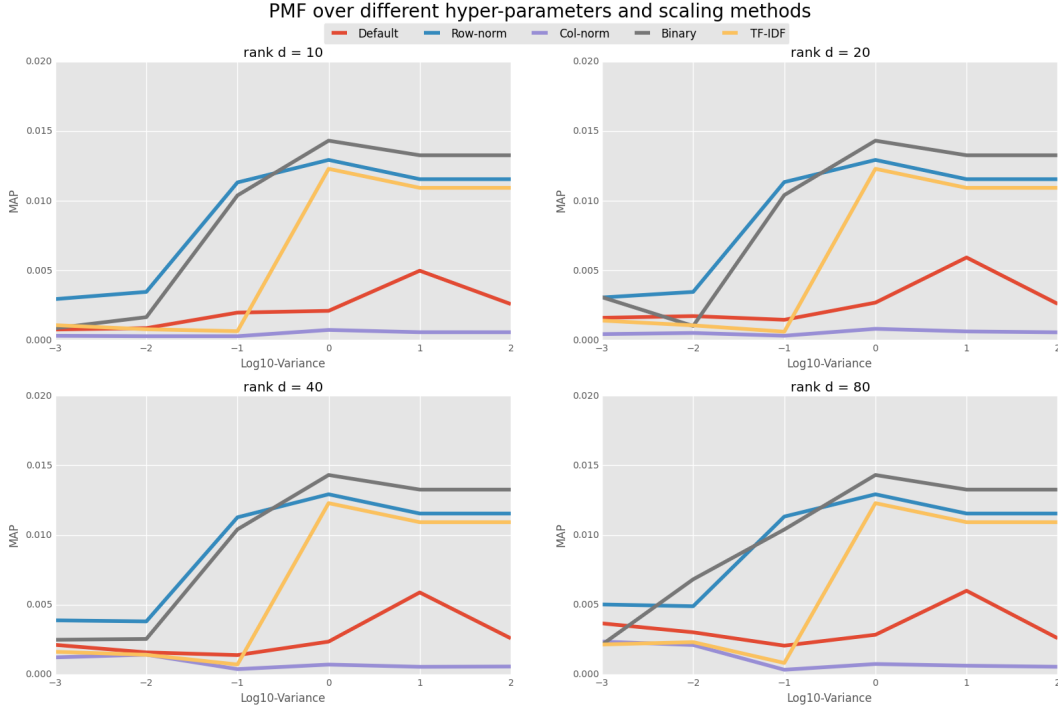 PMF over different hyper-parameters and scaling methods
Default Row-norm Col-norm Binary TF-IDF
rank d = 10
0.020
0.015
0.010
0.005
0.000
MAP
−3 −2 −1 0 1 2
Log10-Variance
rank d = 20
0.020
0.015
0.010
0.005
0.000
MAP
−3 −2 −1 0 1 2
Log10-Variance
rank d = 40
0.020
0.015
0.010
0.005
0.000
MAP
−3 −2 −1 0 1 2
Log10-Variance
rank d = 80
0.020
0.015
0.010
0.005
0.000
MAP
−3 −2 −1 0 1 2
Log10-Variance